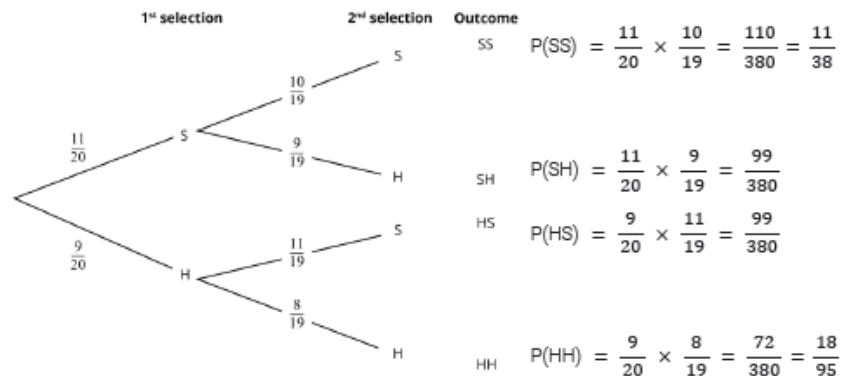 1st selection 2nd selection Outcome
S SS P(SS) = 11/20 × 10/19 = 110/380 = 11/38
10/19
11/20 S
9/19
H SH P(SH) = 11/20 × 9/19 = 99/380
S HS P(HS) = 9/20 × 11/19 = 99/380
9/20 11/19
H
8/19
H HH P(HH) = 9/20 × 8/19 = 72/380 = 18/95